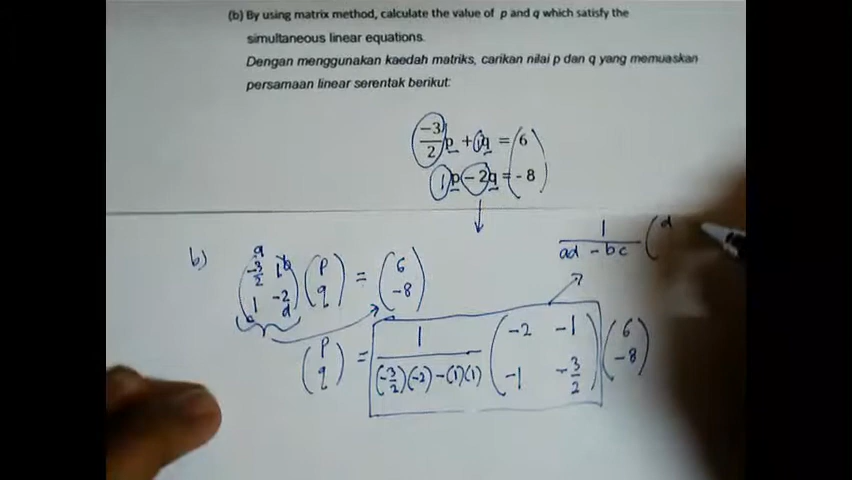 (b) By using matrix method, calculate the value of p and q which satisfy the
simultaneous linear equations.
Dengan menggunakan kaedah matriks, carikan nilai p dan q yang memuaskan
persamaan linear serentak berikut:
-3/2 p + 1q = 6
1p - 2q = -8
1/(ad - bc) ( d
b) ( -3/2 1 ; 1 -2 ) ( p ; q ) = ( 6 ; -8 )
a b c d
( p ; q ) = 1/((-3/2)(-2) - (1)(1)) ( -2 -1 ; -1 -3/2 ) ( 6 ; -8 )